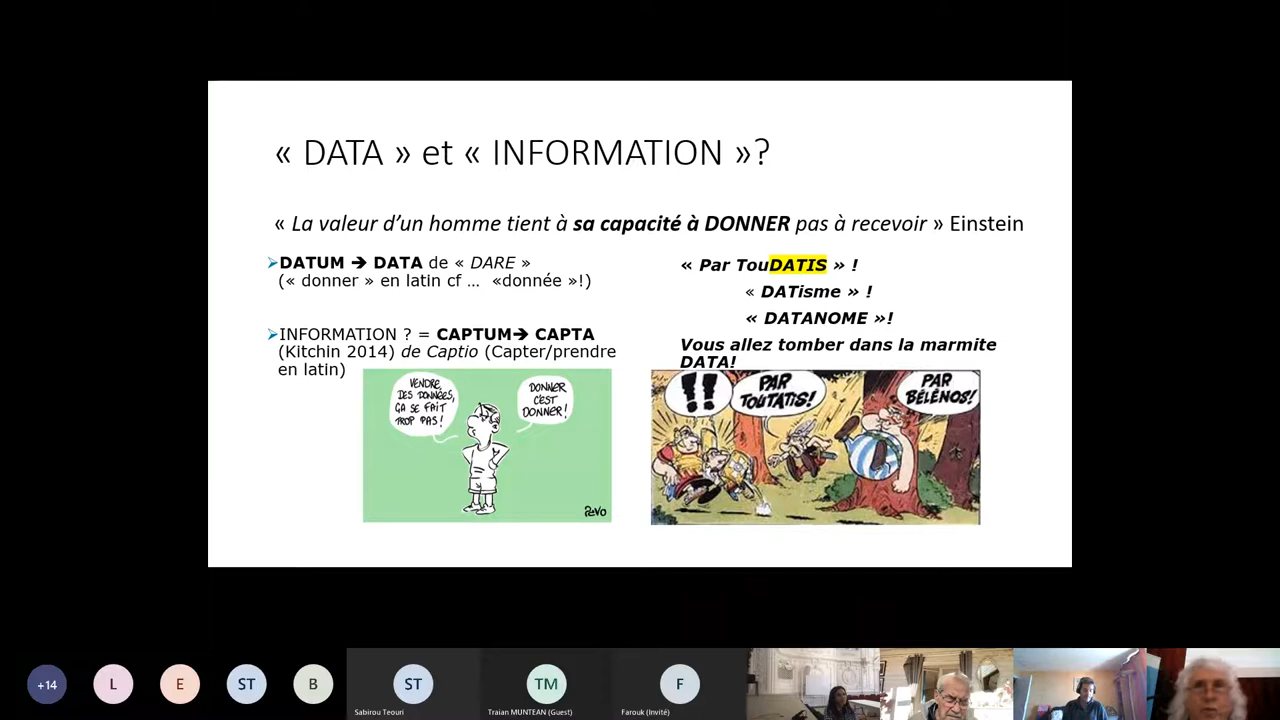 « DATA » et « INFORMATION »?
« La valeur d’un homme tient à sa capacité à DONNER pas à recevoir » Einstein
➢DATUM ➔ DATA de « DARE »
(« donner » en latin cf … «donnée »!)
➢INFORMATION ? = CAPTUM➔ CAPTA
(Kitchin 2014) de Captio (Capter/prendre
en latin)
VENDRE,
DES DONNÉES,
ÇA SE FAIT
TROP PAS !
DONNER
C'EST
DONNER !
« Par TouDATIS » !
« DATisme » !
« DATANOME »!
Vous allez tomber dans la marmite
DATA!
!!
PAR
TOUTATIS!
PAR
BÉLÉNOS!
+14
L
E
ST
B
ST
Sabirou Teouri
TM
Traian MUNTEAN (Guest)
F
Farouk (Invité)